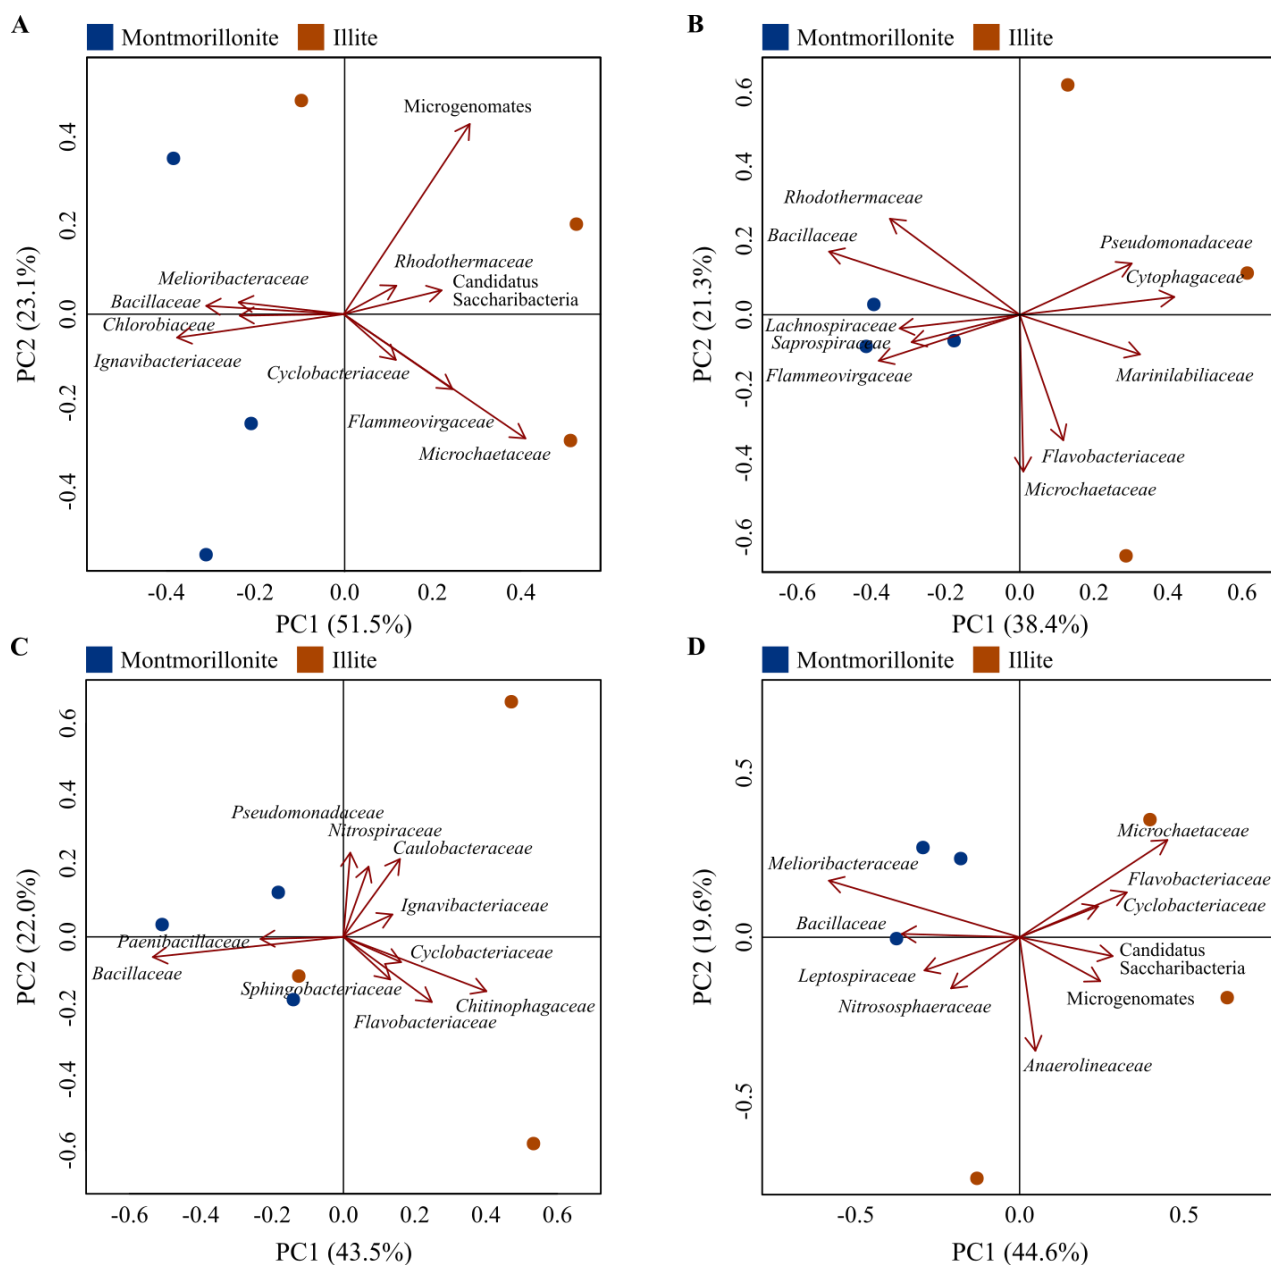 A
Montmorillonite
Illite
Microgenomates
Rhodothermaceae
Candidatus
Saccharibacteria
Melioribacteraceae
Bacillaceae
Chlorobiaceae
Ignavibacteriaceae
Cyclobacteriaceae
Flammeovirgaceae
Microchaetaceae
PC2 (23.1%)
0.4
0.2
0.0
-0.2
-0.4
-0.4
-0.2
0.0
0.2
0.4
PC1 (51.5%)
B
Montmorillonite
Illite
Rhodothermaceae
Bacillaceae
Pseudomonadaceae
Cytophagaceae
Lachnospiraceae
Saprospiraceae
Flammeovirgaceae
Marinilabiliaceae
Flavobacteriaceae
Microchaetaceae
PC2 (21.3%)
0.6
0.4
0.2
0.0
-0.2
-0.4
-0.6
-0.6
-0.4
-0.2
0.0
0.2
0.4
0.6
PC1 (38.4%)
C
Montmorillonite
Illite
Pseudomonadaceae
Nitrospiraceae
Caulobacteraceae
Ignavibacteriaceae
Paenibacillaceae
Cyclobacteriaceae
Bacillaceae
Sphingobacteriaceae
Chitinophagaceae
Flavobacteriaceae
PC2 (22.0%)
0.6
0.4
0.2
0.0
-0.2
-0.4
-0.6
-0.6
-0.4
-0.2
0.0
0.2
0.4
0.6
PC1 (43.5%)
D
Montmorillonite
Illite
Microchaetaceae
Melioribacteraceae
Flavobacteriaceae
Cyclobacteriaceae
Bacillaceae
Candidatus
Saccharibacteria
Leptospiraceae
Microgenomates
Nitrososphaeraceae
Anaerolineaceae
PC2 (19.6%)
0.5
0.0
-0.5
-0.5
0.0
0.5
PC1 (44.6%)